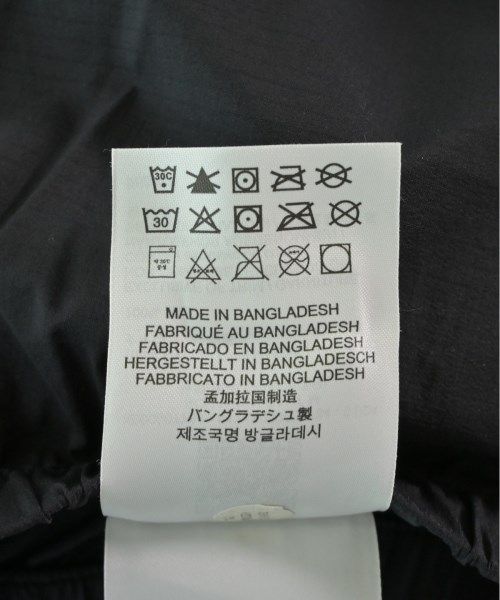 30C
30
MADE IN BANGLADESH
FABRIQUÉ AU BANGLADESH
FABRICADO EN BANGLADESH
HERGESTELLT IN BANGLADESCH
FABBRICATO IN BANGLADESH
孟加拉国制造
バングラデシュ製
제조국명 방글라데시